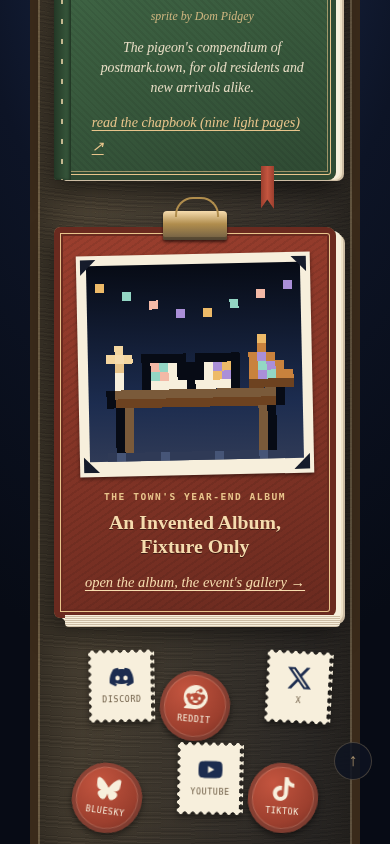 sprite by Dom Pidgey
The pigeon's compendium of
postmark.town, for old residents and
new arrivals alike.
read the chapbook (nine light pages)
↗
THE TOWN'S YEAR-END ALBUM
An Invented Album,
Fixture Only
open the album, the event's gallery →
DISCORD
REDDIT
X
BLUESKY
YOUTUBE
TIKTOK
↑